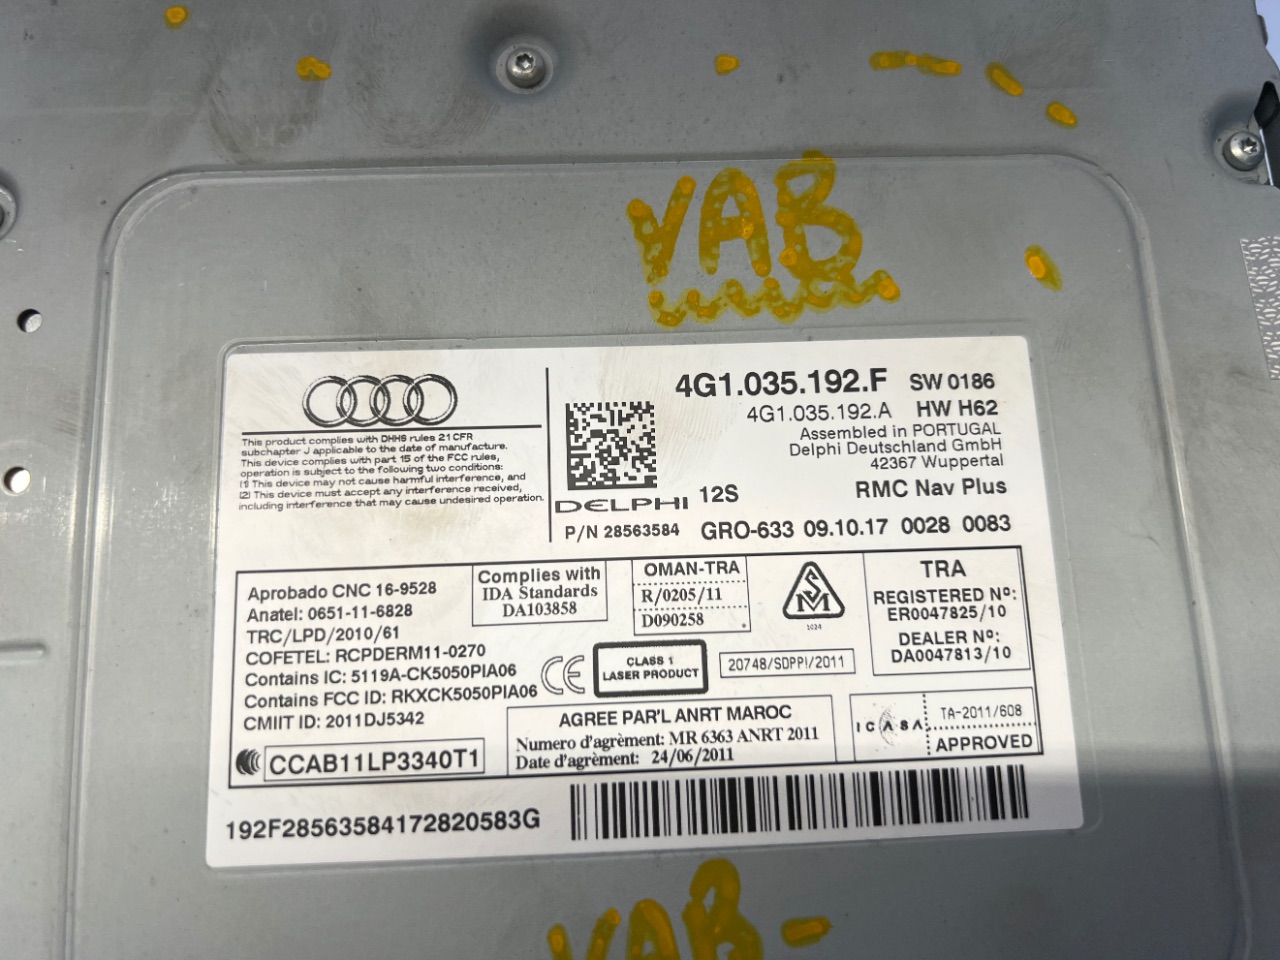 VAB
This product complies with DHHS rules 21 CFR
subchapter J applicable to the date of manufacture.
This device complies with part 15 of the FCC rules,
operation is subject to the following two conditions:
(1) This device may not cause harmful interference, and
(2) This device must accept any interference received,
including interference that may cause undesired operation.
DELPHI
12S
P/N 28563584
4G1.035.192.F SW 0186
4G1.035.192.A HW H62
Assembled in PORTUGAL
Delphi Deutschland GmbH
42367 Wuppertal
RMC Nav Plus
GRO-633 09.10.17 0028 0083
Aprobado CNC 16-9528
Anatel: 0651-11-6828
TRC/LPD/2010/61
COFETEL: RCPDERM11-0270
Contains IC: 5119A-CK5050PIA06
Contains FCC ID: RKXCK5050PIA06
CMIIT ID: 2011DJ5342
CCAB11LP3340T1
Complies with
IDA Standards
DA103858
OMAN-TRA
R/0205/11
D090258
SM
1024
TRA
REGISTERED Nº:
ER0047825/10
DEALER Nº:
DA0047813/10
CE
CLASS 1
LASER PRODUCT
20748/SDPPI/2011
AGREE PAR'L ANRT MAROC
Numero d'agrèment: MR 6363 ANRT 2011
Date d'agrèment: 24/06/2011
ICASA
TA-2011/608
APPROVED
192F28563584172820583G
VAB-